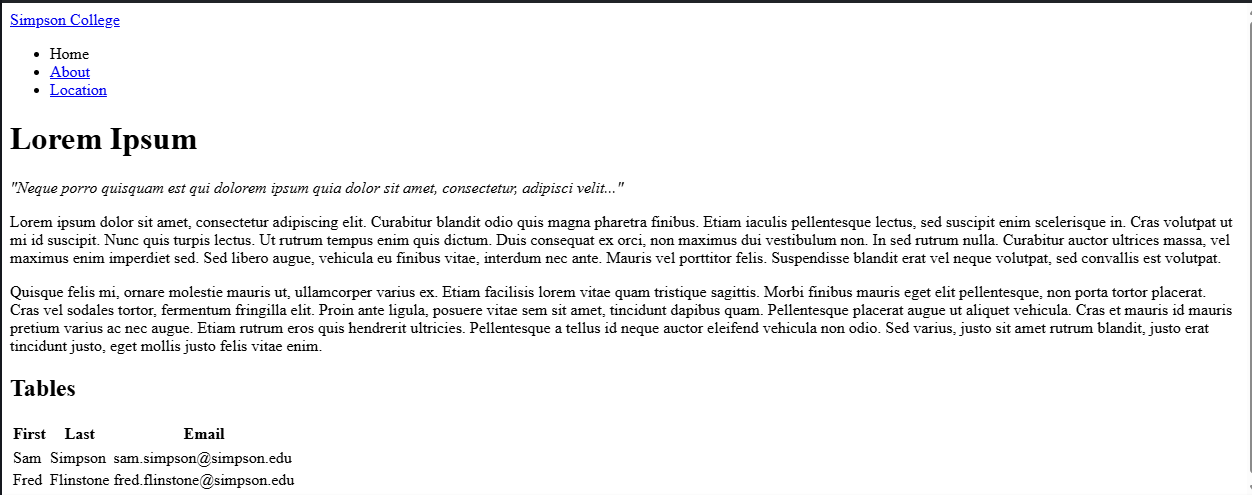 Simpson College
Home
About
Location
Lorem Ipsum
"Neque porro quisquam est qui dolorem ipsum quia dolor sit amet, consectetur, adipisci velit..."
Lorem ipsum dolor sit amet, consectetur adipiscing elit. Curabitur blandit odio quis magna pharetra finibus. Etiam iaculis pellentesque lectus, sed suscipit enim scelerisque in. Cras volutpat ut
mi id suscipit. Nunc quis turpis lectus. Ut rutrum tempus enim quis dictum. Duis consequat ex orci, non maximus dui vestibulum non. In sed rutrum nulla. Curabitur auctor ultrices massa, vel
maximus enim imperdiet sed. Sed libero augue, vehicula eu finibus vitae, interdum nec ante. Mauris vel porttitor felis. Suspendisse blandit erat vel neque volutpat, sed convallis est volutpat.
Quisque felis mi, ornare molestie mauris ut, ullamcorper varius ex. Etiam facilisis lorem vitae quam tristique sagittis. Morbi finibus mauris eget elit pellentesque, non porta tortor placerat.
Cras vel sodales tortor, fermentum fringilla elit. Proin ante ligula, posuere vitae sem sit amet, tincidunt dapibus quam. Pellentesque placerat augue ut aliquet vehicula. Cras et mauris id mauris
pretium varius ac nec augue. Etiam rutrum eros quis hendrerit ultricies. Pellentesque a tellus id neque auctor eleifend vehicula non odio. Sed varius, justo sit amet rutrum blandit, justo erat
tincidunt justo, eget mollis justo felis vitae enim.
Tables
First Last Email
Sam Simpson sam.simpson@simpson.edu
Fred Flinstone fred.flinstone@simpson.edu